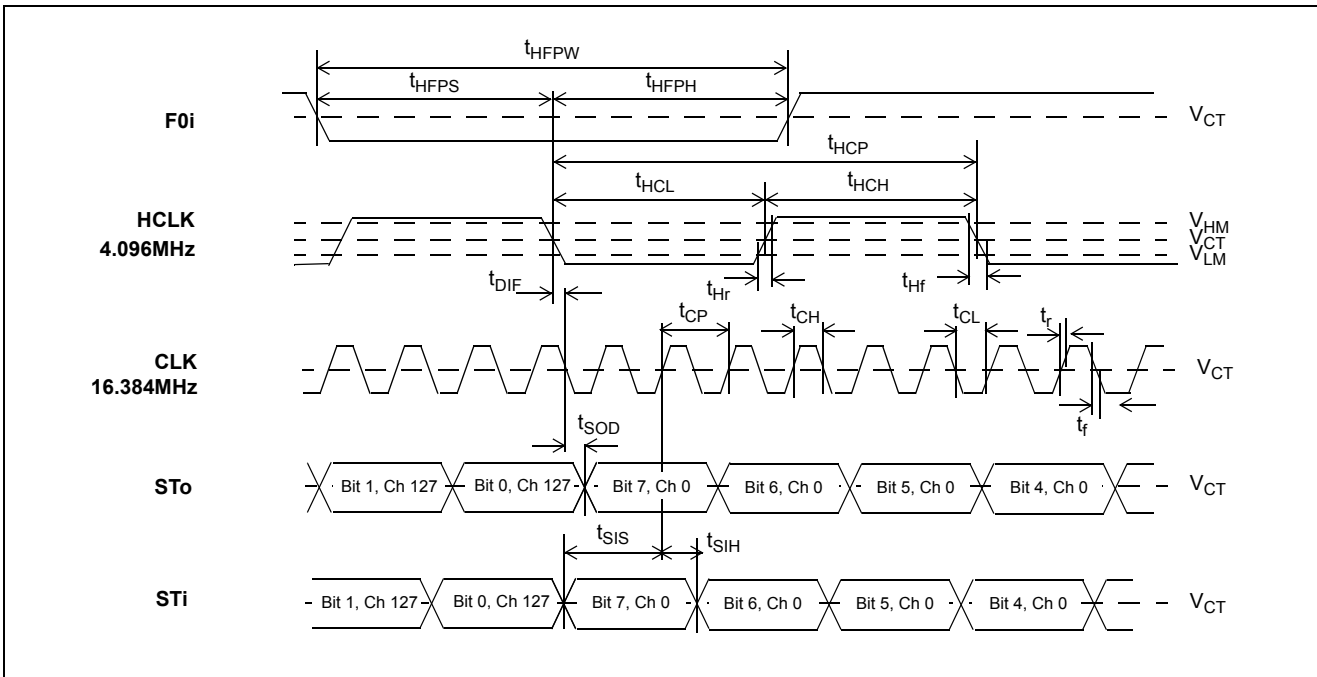 tHFPW
tHFPS tHFPH
F0i VCT
tHCP
tHCL tHCH
HCLK VHM
4.096MHz VCT
VLM
tDIF tHr tHf
tCP tCH tCL tr
CLK
16.384MHz VCT
tf
tSOD
STo Bit 1, Ch 127 Bit 0, Ch 127 Bit 7, Ch 0 Bit 6, Ch 0 Bit 5, Ch 0 Bit 4, Ch 0 VCT
tSIS tSIH
STi Bit 1, Ch 127 Bit 0, Ch 127 Bit 7, Ch 0 Bit 6, Ch 0 Bit 5, Ch 0 Bit 4, Ch 0 VCT